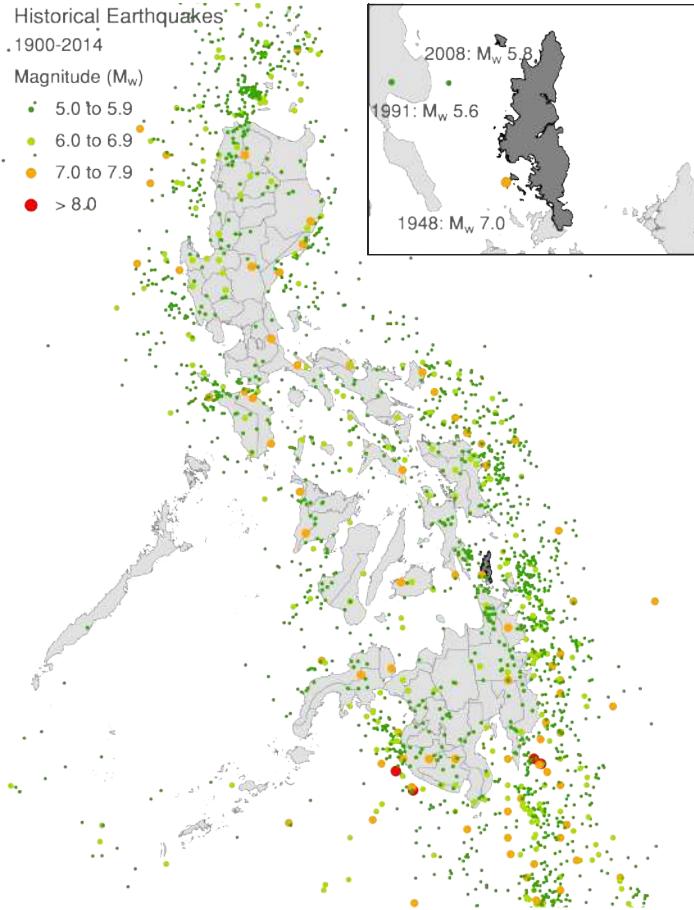 Historical Earthquakes
1900-2014
Magnitude (Mw)
5.0 to 5.9
6.0 to 6.9
7.0 to 7.9
> 8.0
2008: Mw 5.8
1991: Mw 5.6
1948: Mw 7.0